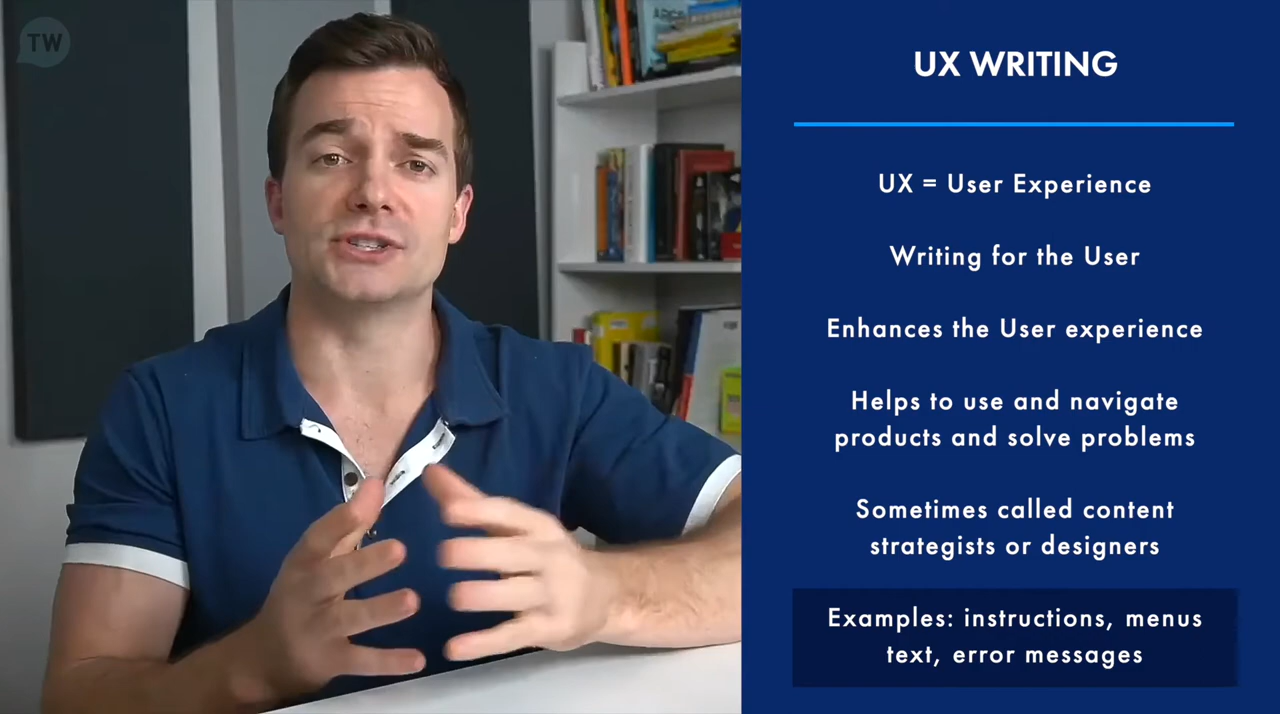 TW
UX WRITING
UX = User Experience
Writing for the User
Enhances the User experience
Helps to use and navigate
products and solve problems
Sometimes called content
strategists or designers
Examples: instructions, menus
text, error messages